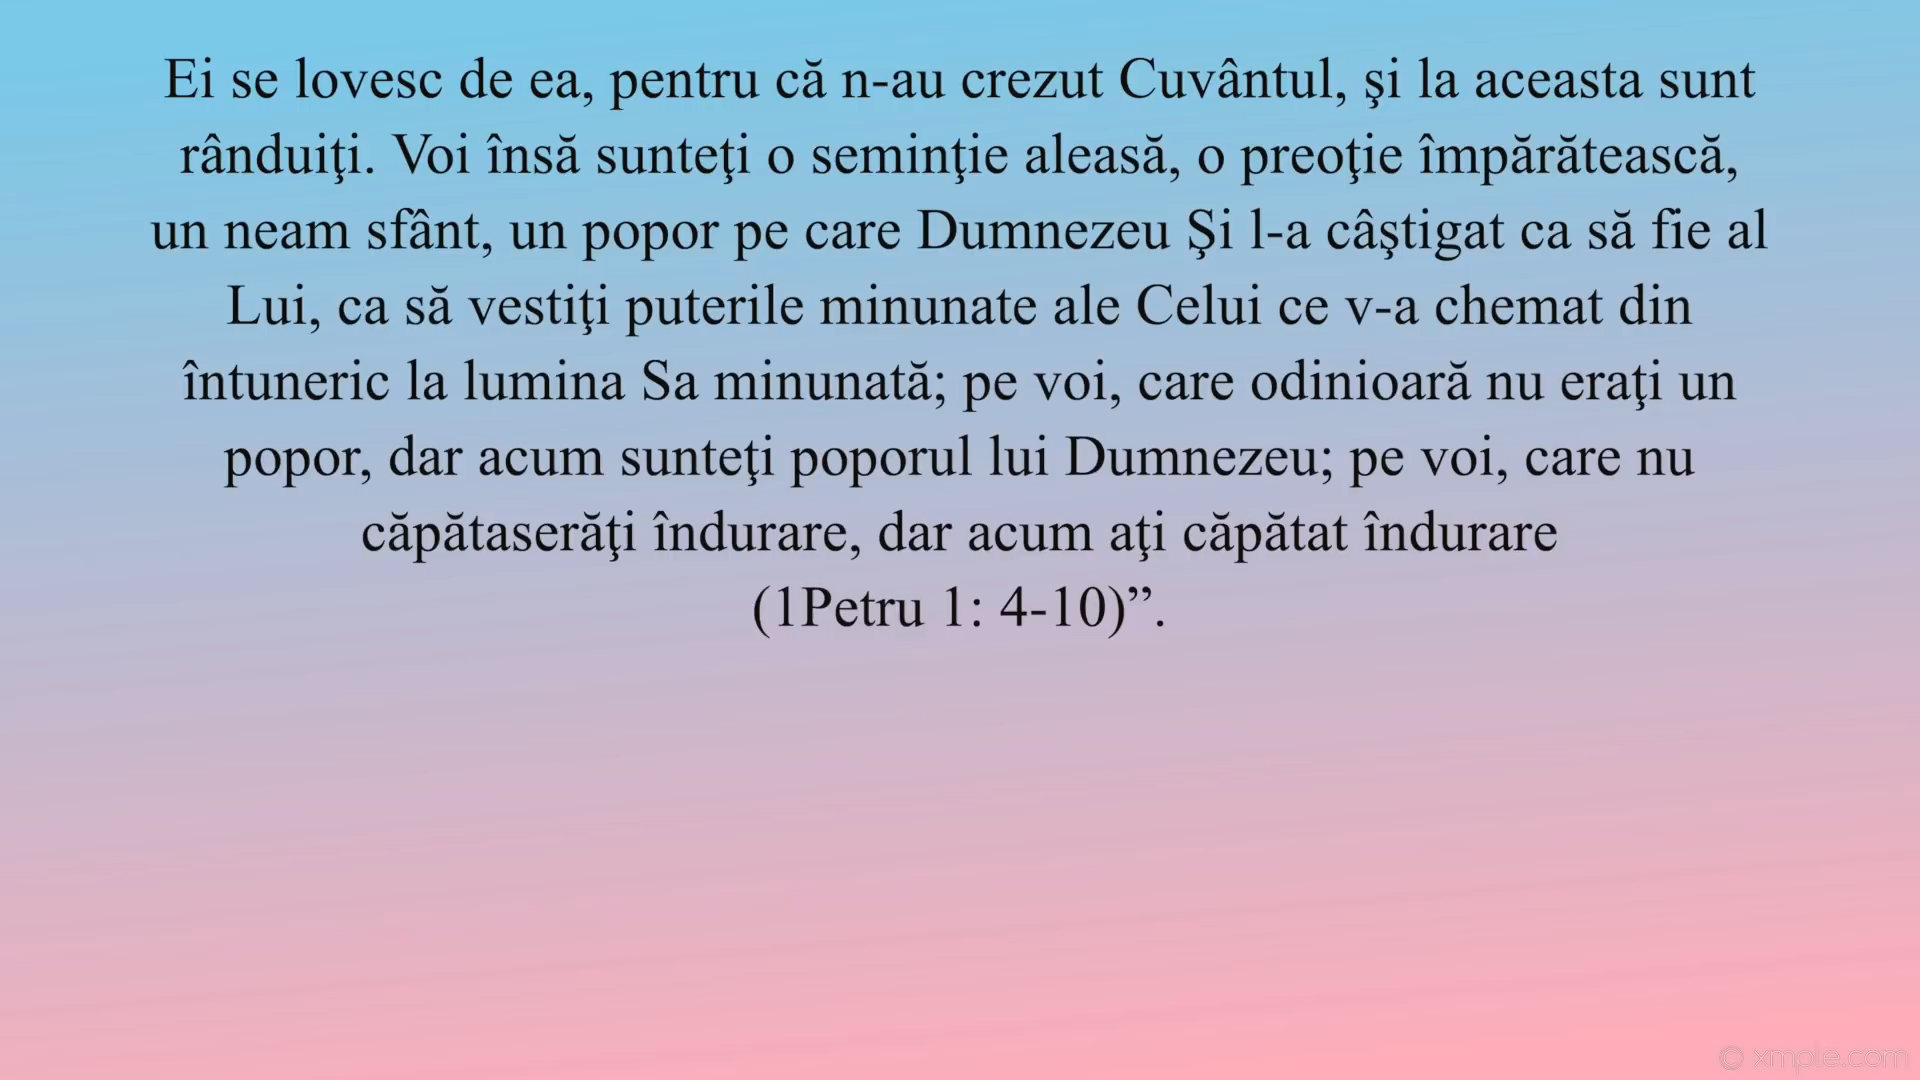 Ei se lovesc de ea, pentru că n-au crezut Cuvântul, şi la aceasta sunt
rânduiţi. Voi însă sunteţi o seminţie aleasă, o preoţie împărătească,
un neam sfânt, un popor pe care Dumnezeu Şi l-a câştigat ca să fie al
Lui, ca să vestiţi puterile minunate ale Celui ce v-a chemat din
întuneric la lumina Sa minunată; pe voi, care odinioară nu eraţi un
popor, dar acum sunteţi poporul lui Dumnezeu; pe voi, care nu
căpătaserăţi îndurare, dar acum aţi căpătat îndurare
(1Petru 1: 4-10)”.
© xmple.com